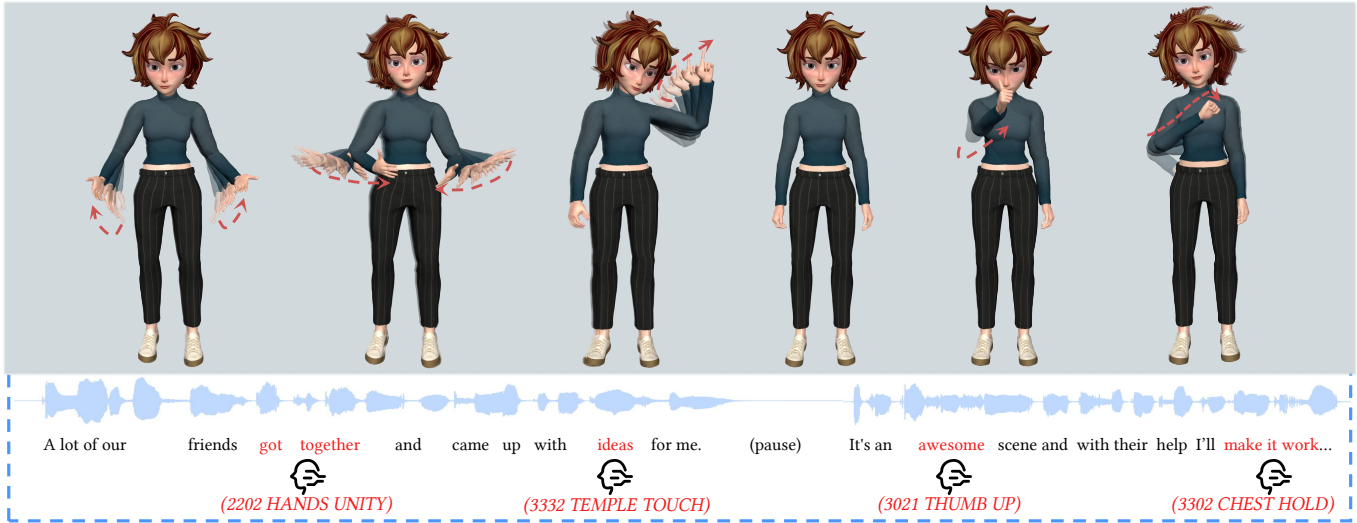 A lot of our friends got together and came up with ideas for me. (pause) It's an awesome scene and with their help I'll make it work...
(2202 HANDS UNITY) (3332 TEMPLE TOUCH) (3021 THUMB UP) (3302 CHEST HOLD)